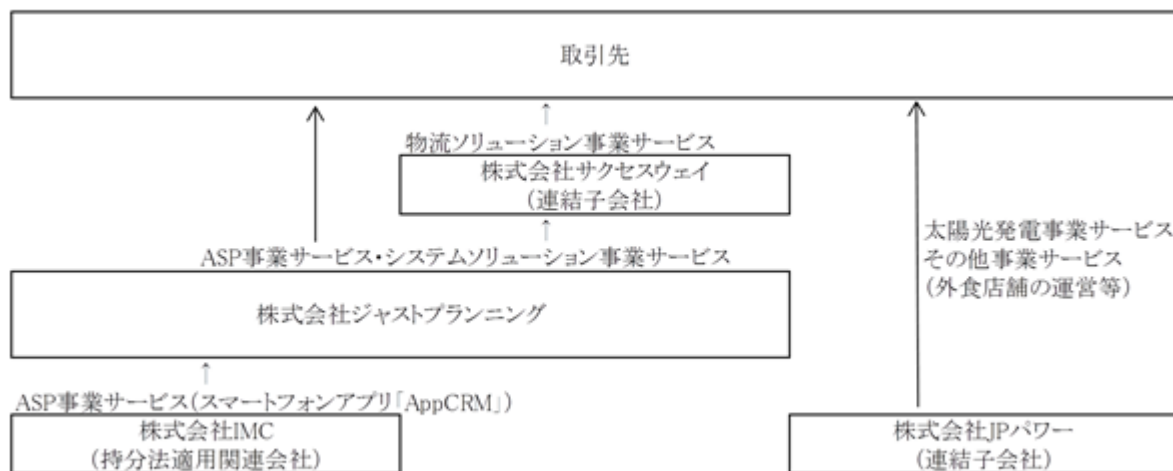 取引先
物流ソリューション事業サービス
株式会社サクセスウェイ
（連結子会社）
太陽光発電事業サービス
その他事業サービス
（外食店舗の運営等）
ASP事業サービス・システムソリューション事業サービス
株式会社ジャストプランニング
ASP事業サービス（スマートフォンアプリ「AppCRM」）
株式会社IMC
（持分法適用関連会社）
株式会社JPパワー
（連結子会社）